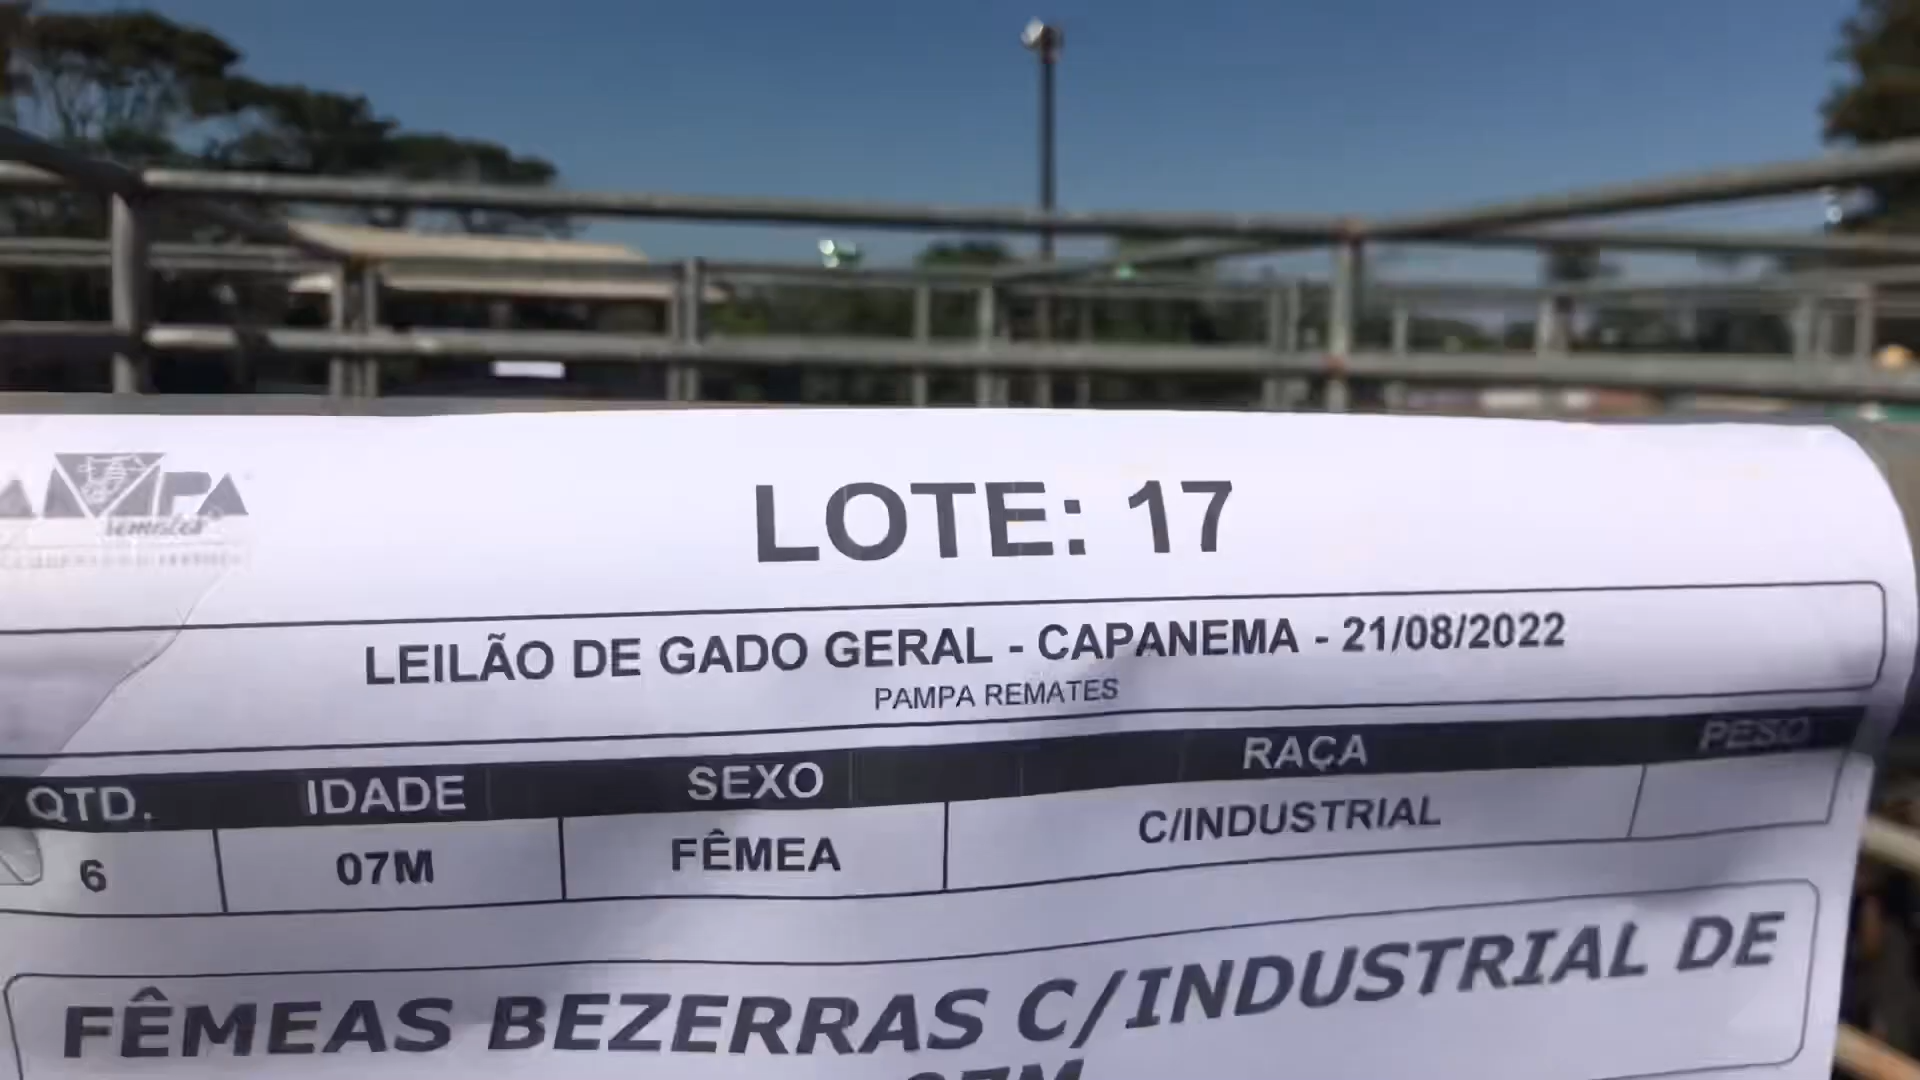 LOTE: 17
LEILÃO DE GADO GERAL - CAPANEMA - 21/08/2022
PAMPA REMATES
QTD. IDADE SEXO RAÇA PESO
6 07M FÊMEA C/INDUSTRIAL
FÊMEAS BEZERRAS C/INDUSTRIAL DE
07M